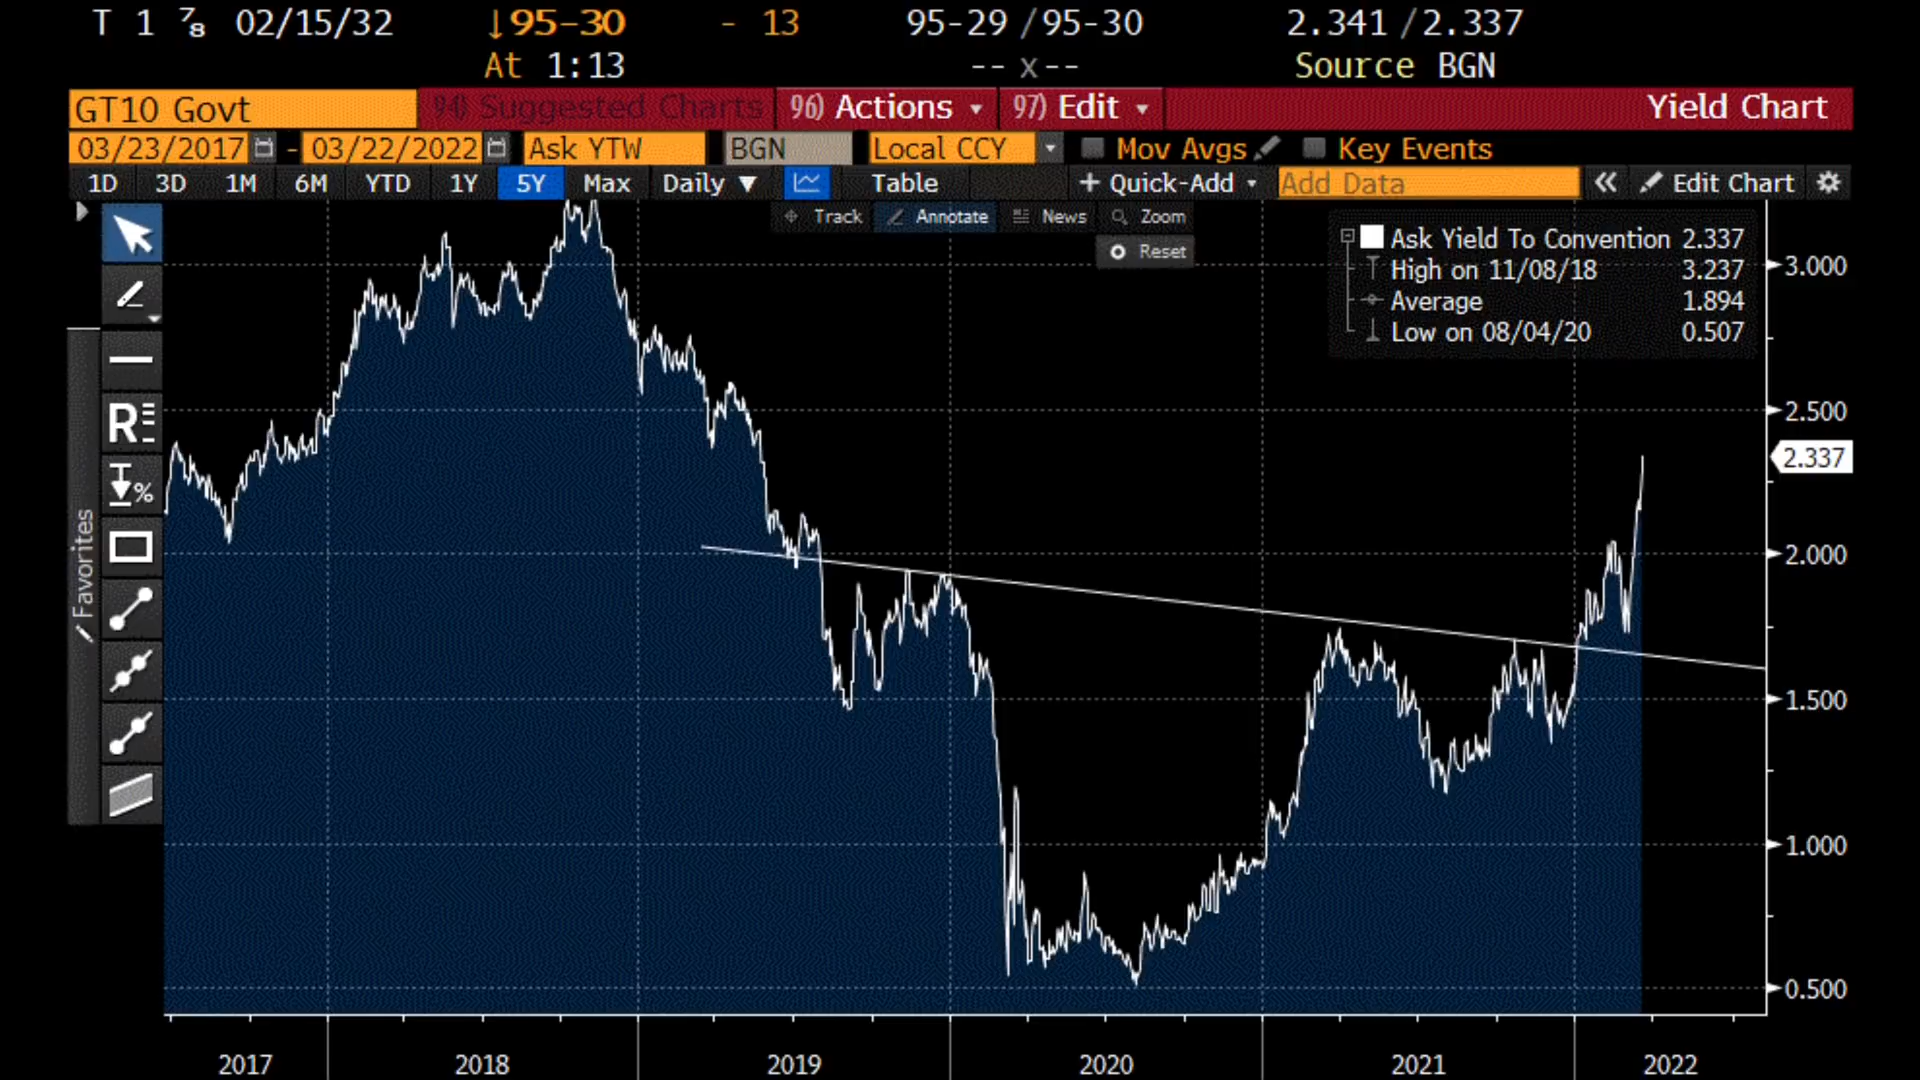 T 1 ⅞ 02/15/32 ↓95-30 - 13 95-29 /95-30 2.341 /2.337
At 1:13 -- x-- Source BGN
GT10 Govt 94) Suggested Charts 96) Actions ▾ 97) Edit ▾ Yield Chart
03/23/2017 - 03/22/2022 Ask YTW BGN Local CCY Mov Avgs Key Events
1D 3D 1M 6M YTD 1Y 5Y Max Daily ▼ Table + Quick-Add ▾ Add Data « Edit Chart
Track Annotate News Zoom
Reset
Ask Yield To Convention 2.337
High on 11/08/18 3.237
Average 1.894
Low on 08/04/20 0.507
R
%
Favorites
3.000
2.500
2.337
2.000
1.500
1.000
0.500
2017 2018 2019 2020 2021 2022